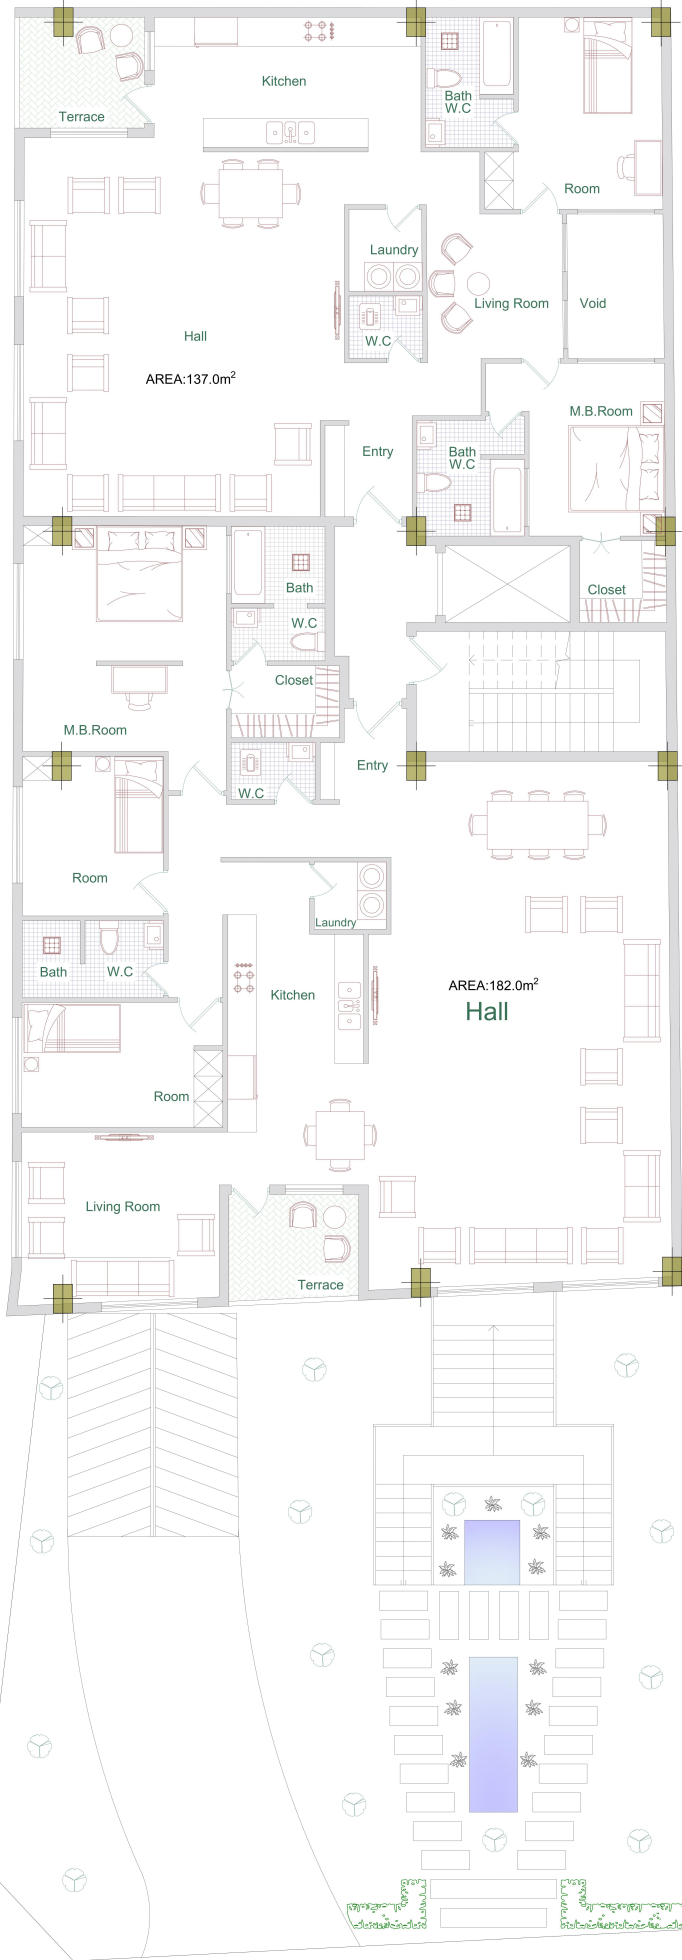 Kitchen
Bath
W.C
Terrace
Room
Laundry
Living Room
Void
Hall
W.C
AREA:137.0m²
M.B.Room
Entry
Bath
W.C
Bath
Closet
W.C
Closet
M.B.Room
Entry
W.C
Room
Laundry
Bath
W.C
Kitchen
AREA:182.0m²
Hall
Room
Living Room
Terrace